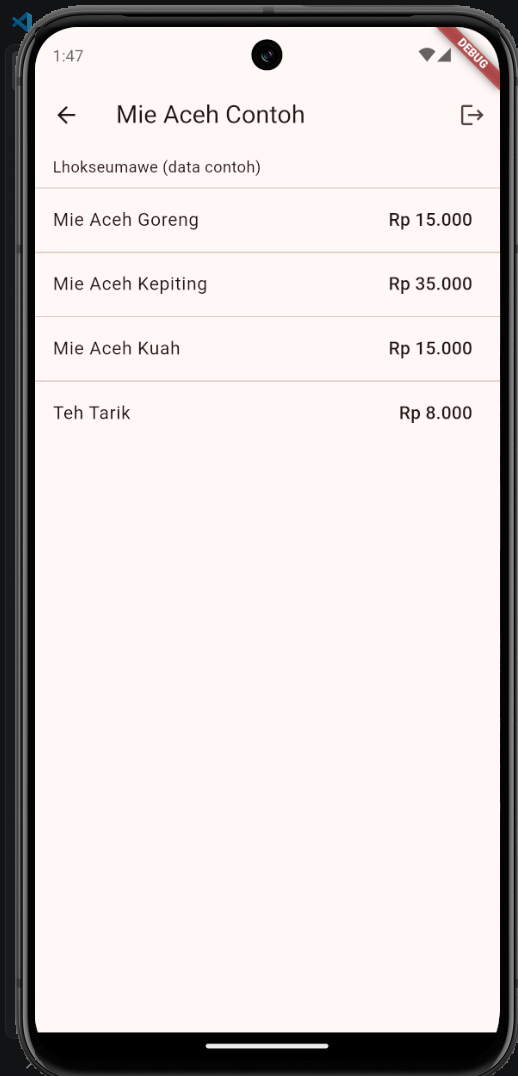 1:47
DEBUG
Mie Aceh Contoh
Lhokseumawe (data contoh)
Mie Aceh Goreng Rp 15.000
Mie Aceh Kepiting Rp 35.000
Mie Aceh Kuah Rp 15.000
Teh Tarik Rp 8.000